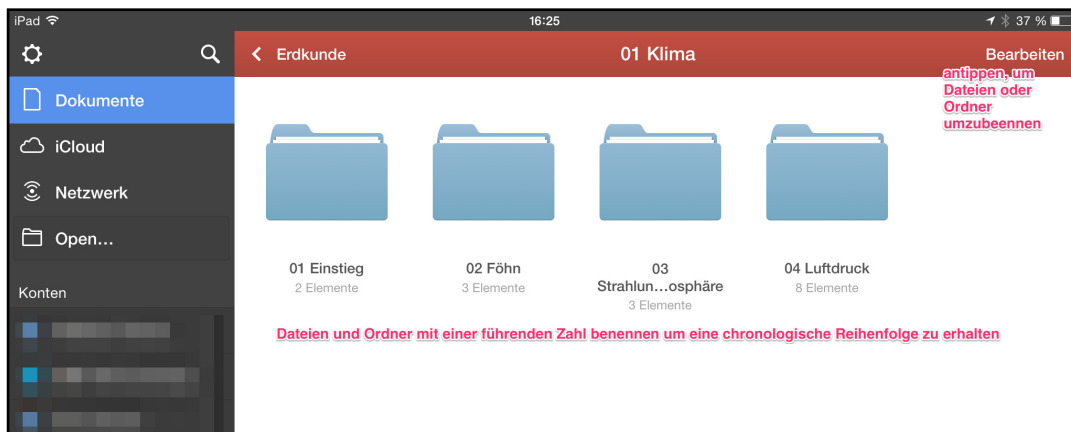 iPad 16:25 37 %
Erdkunde 01 Klima Bearbeiten
antippen, um
Dateien oder
Ordner
umzubeennen
Dokumente
iCloud
Netzwerk
Open...
Konten
01 Einstieg
2 Elemente
02 Föhn
3 Elemente
03
Strahlun...osphäre
3 Elemente
04 Luftdruck
8 Elemente
Dateien und Ordner mit einer führenden Zahl benennen um eine chronologische Reihenfolge zu erhalten